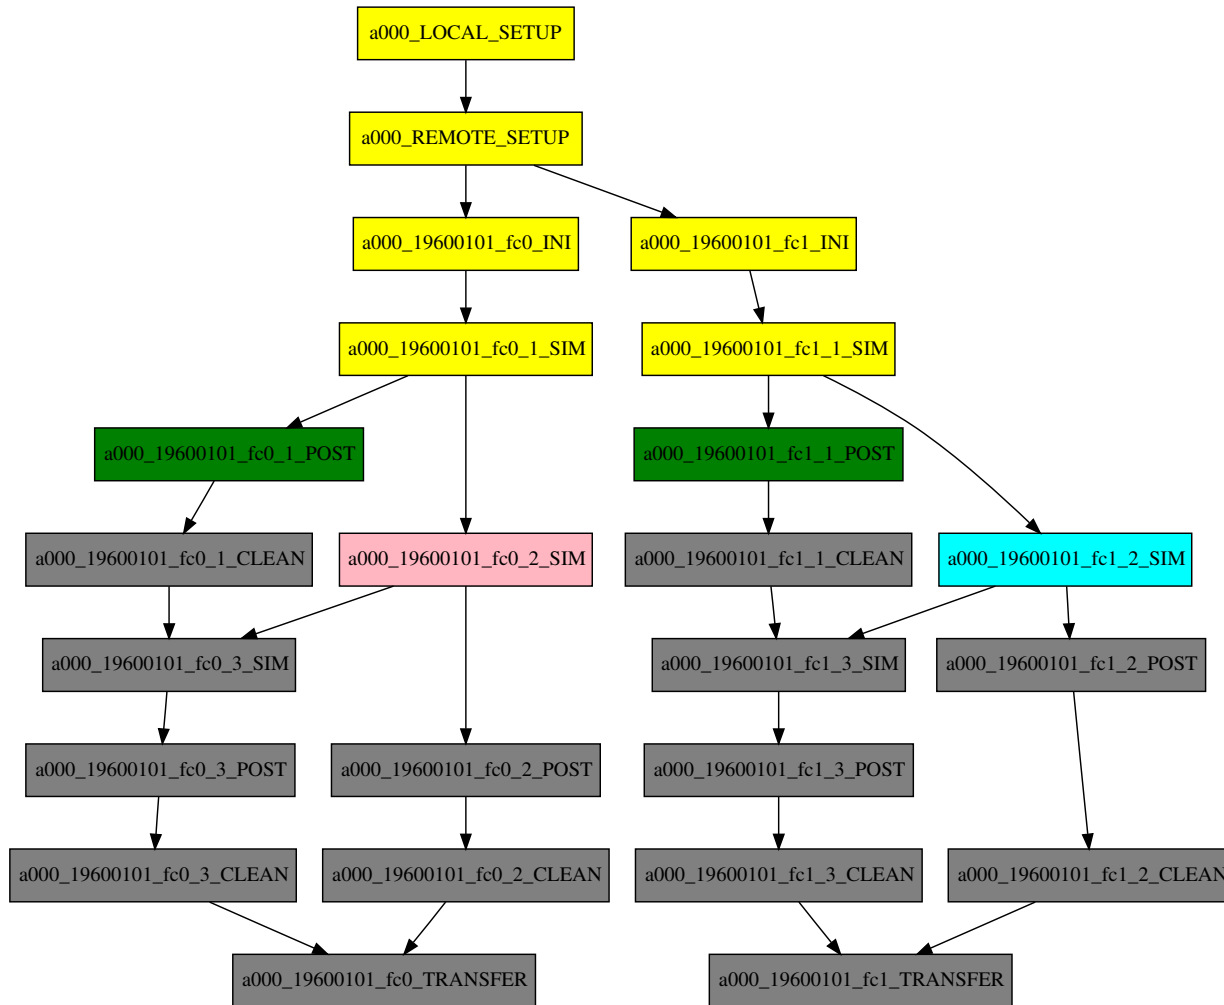 a000_LOCAL_SETUP
a000_REMOTE_SETUP
a000_19600101_fc0_INI
a000_19600101_fc1_INI
a000_19600101_fc0_1_SIM
a000_19600101_fc1_1_SIM
a000_19600101_fc0_1_POST
a000_19600101_fc1_1_POST
a000_19600101_fc0_1_CLEAN
a000_19600101_fc0_2_SIM
a000_19600101_fc1_1_CLEAN
a000_19600101_fc1_2_SIM
a000_19600101_fc0_3_SIM
a000_19600101_fc1_3_SIM
a000_19600101_fc1_2_POST
a000_19600101_fc0_3_POST
a000_19600101_fc0_2_POST
a000_19600101_fc1_3_POST
a000_19600101_fc0_3_CLEAN
a000_19600101_fc0_2_CLEAN
a000_19600101_fc1_3_CLEAN
a000_19600101_fc1_2_CLEAN
a000_19600101_fc0_TRANSFER
a000_19600101_fc1_TRANSFER